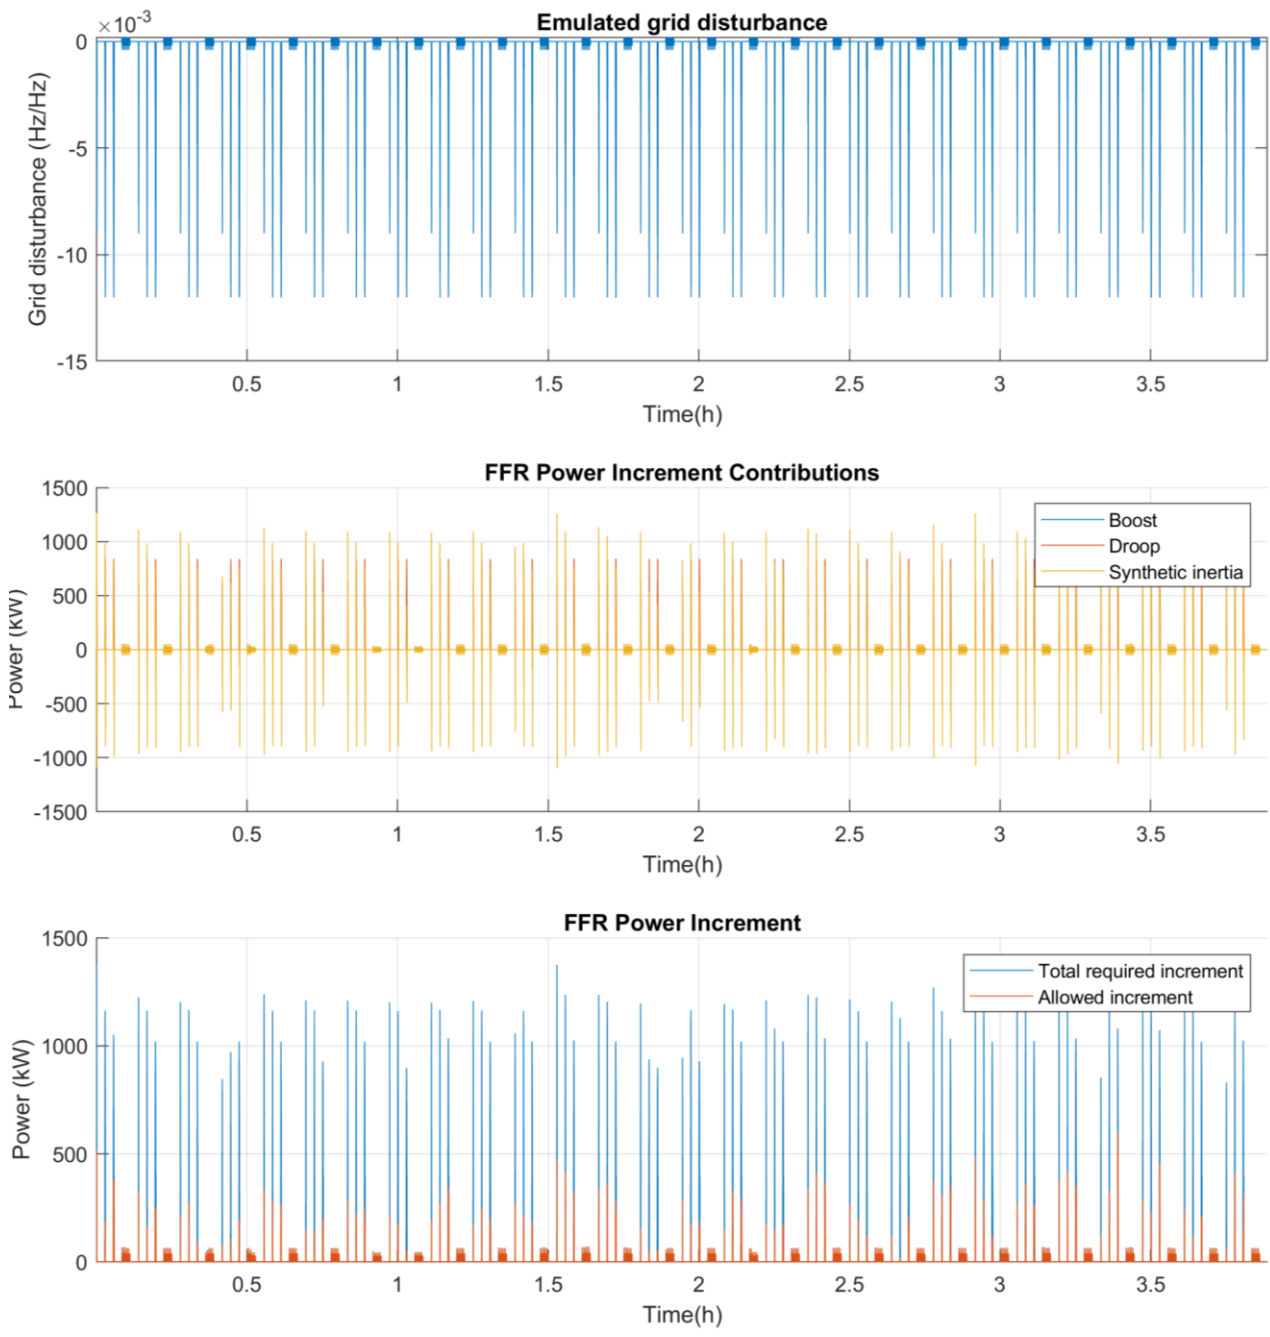 Emulated grid disturbance
×10-3
0
-5
-10
-15
Grid disturbance (Hz/Hz)
0.5 1 1.5 2 2.5 3 3.5
Time(h)
FFR Power Increment Contributions
1500
1000
500
0
-500
-1000
-1500
Power (kW)
Boost
Droop
Synthetic inertia
0.5 1 1.5 2 2.5 3 3.5
Time(h)
FFR Power Increment
1500
1000
500
0
Power (kW)
Total required increment
Allowed increment
0.5 1 1.5 2 2.5 3 3.5
Time(h)